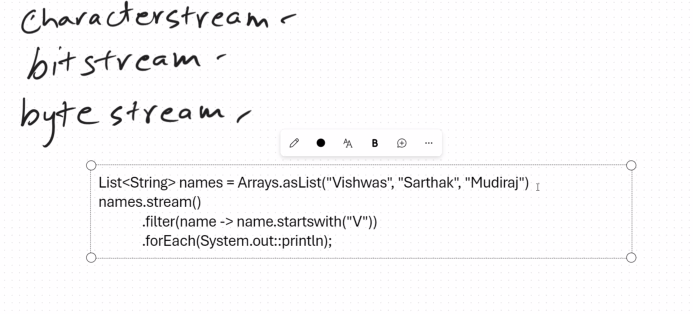 characterstream
bitstream
byte stream
List<String> names = Arrays.asList("Vishwas", "Sarthak", "Mudiraj")
names.stream()
.filter(name -> name.startswith("V"))
.forEach(System.out::println);